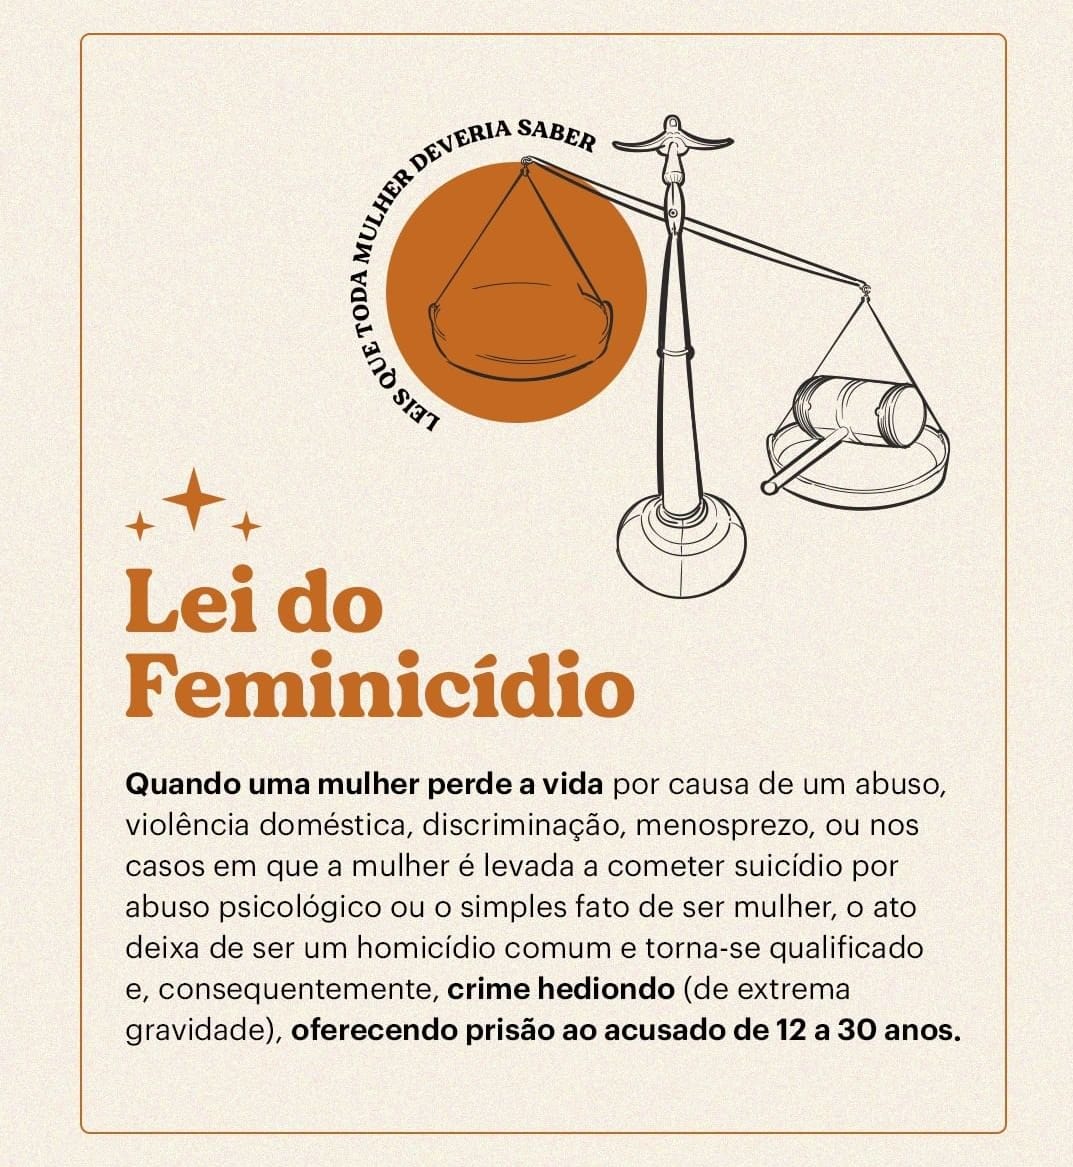 LEIS QUE TODA MULHER DEVERIA SABER
Lei do
Feminicídio
Quando uma mulher perde a vida por causa de um abuso,
violência doméstica, discriminação, menosprezo, ou nos
casos em que a mulher é levada a cometer suicídio por
abuso psicológico ou o simples fato de ser mulher, o ato
deixa de ser um homicídio comum e torna-se qualificado
e, consequentemente, crime hediondo (de extrema
gravidade), oferecendo prisão ao acusado de 12 a 30 anos.